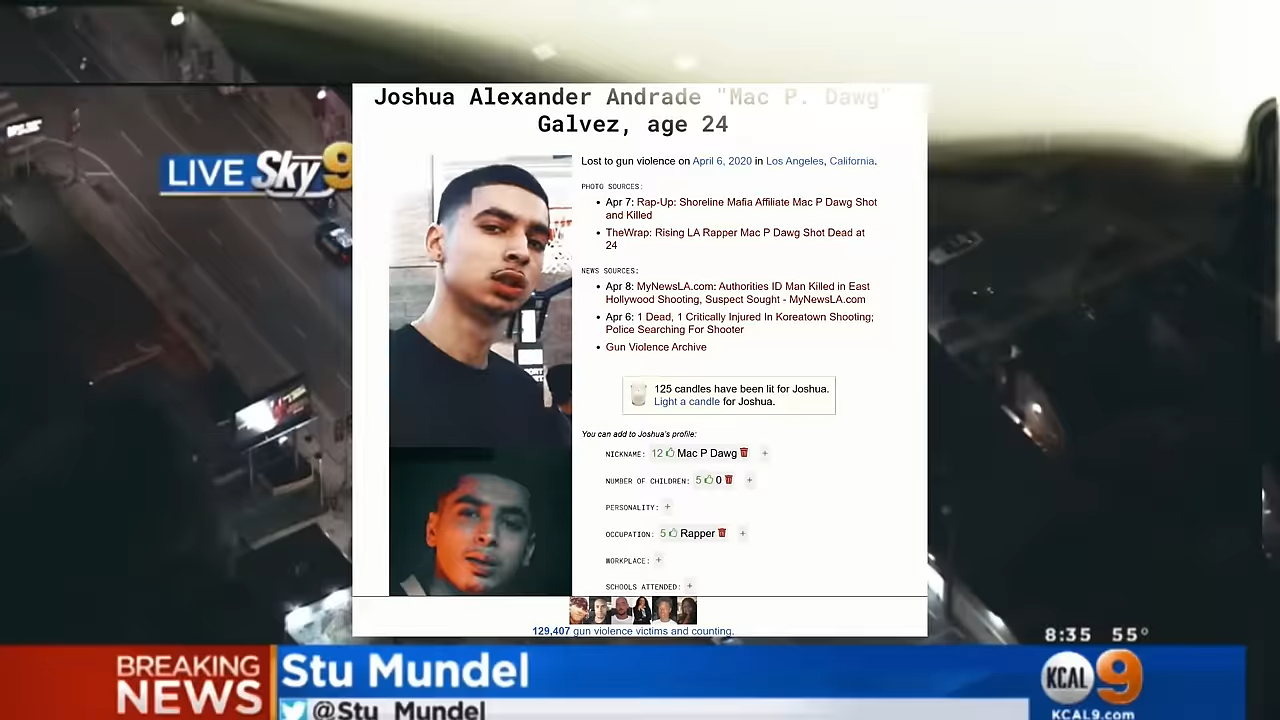 Joshua Alexander Andrade "Mac P. Dawg"
Galvez, age 24
LIVE Sky9
Lost to gun violence on April 6, 2020 in Los Angeles, California.
PHOTO SOURCES:
• Apr 7: Rap-Up: Shoreline Mafia Affiliate Mac P Dawg Shot
and Killed
• TheWrap: Rising LA Rapper Mac P Dawg Shot Dead at
24
NEWS SOURCES:
• Apr 8: MyNewsLA.com: Authorities ID Man Killed in East
Hollywood Shooting, Suspect Sought - MyNewsLA.com
• Apr 6: 1 Dead, 1 Critically Injured In Koreatown Shooting;
Police Searching For Shooter
• Gun Violence Archive
125 candles have been lit for Joshua.
Light a candle for Joshua.
You can add to Joshua's profile:
NICKNAME: 12 Mac P Dawg +
NUMBER OF CHILDREN: 5 0 +
PERSONALITY: +
OCCUPATION: 5 Rapper +
WORKPLACE: +
SCHOOLS ATTENDED: +
129,407 gun violence victims and counting.
8:35 55°
BREAKING
NEWS
Stu Mundel
@Stu_Mundel
KCAL 9
KCAL9.com